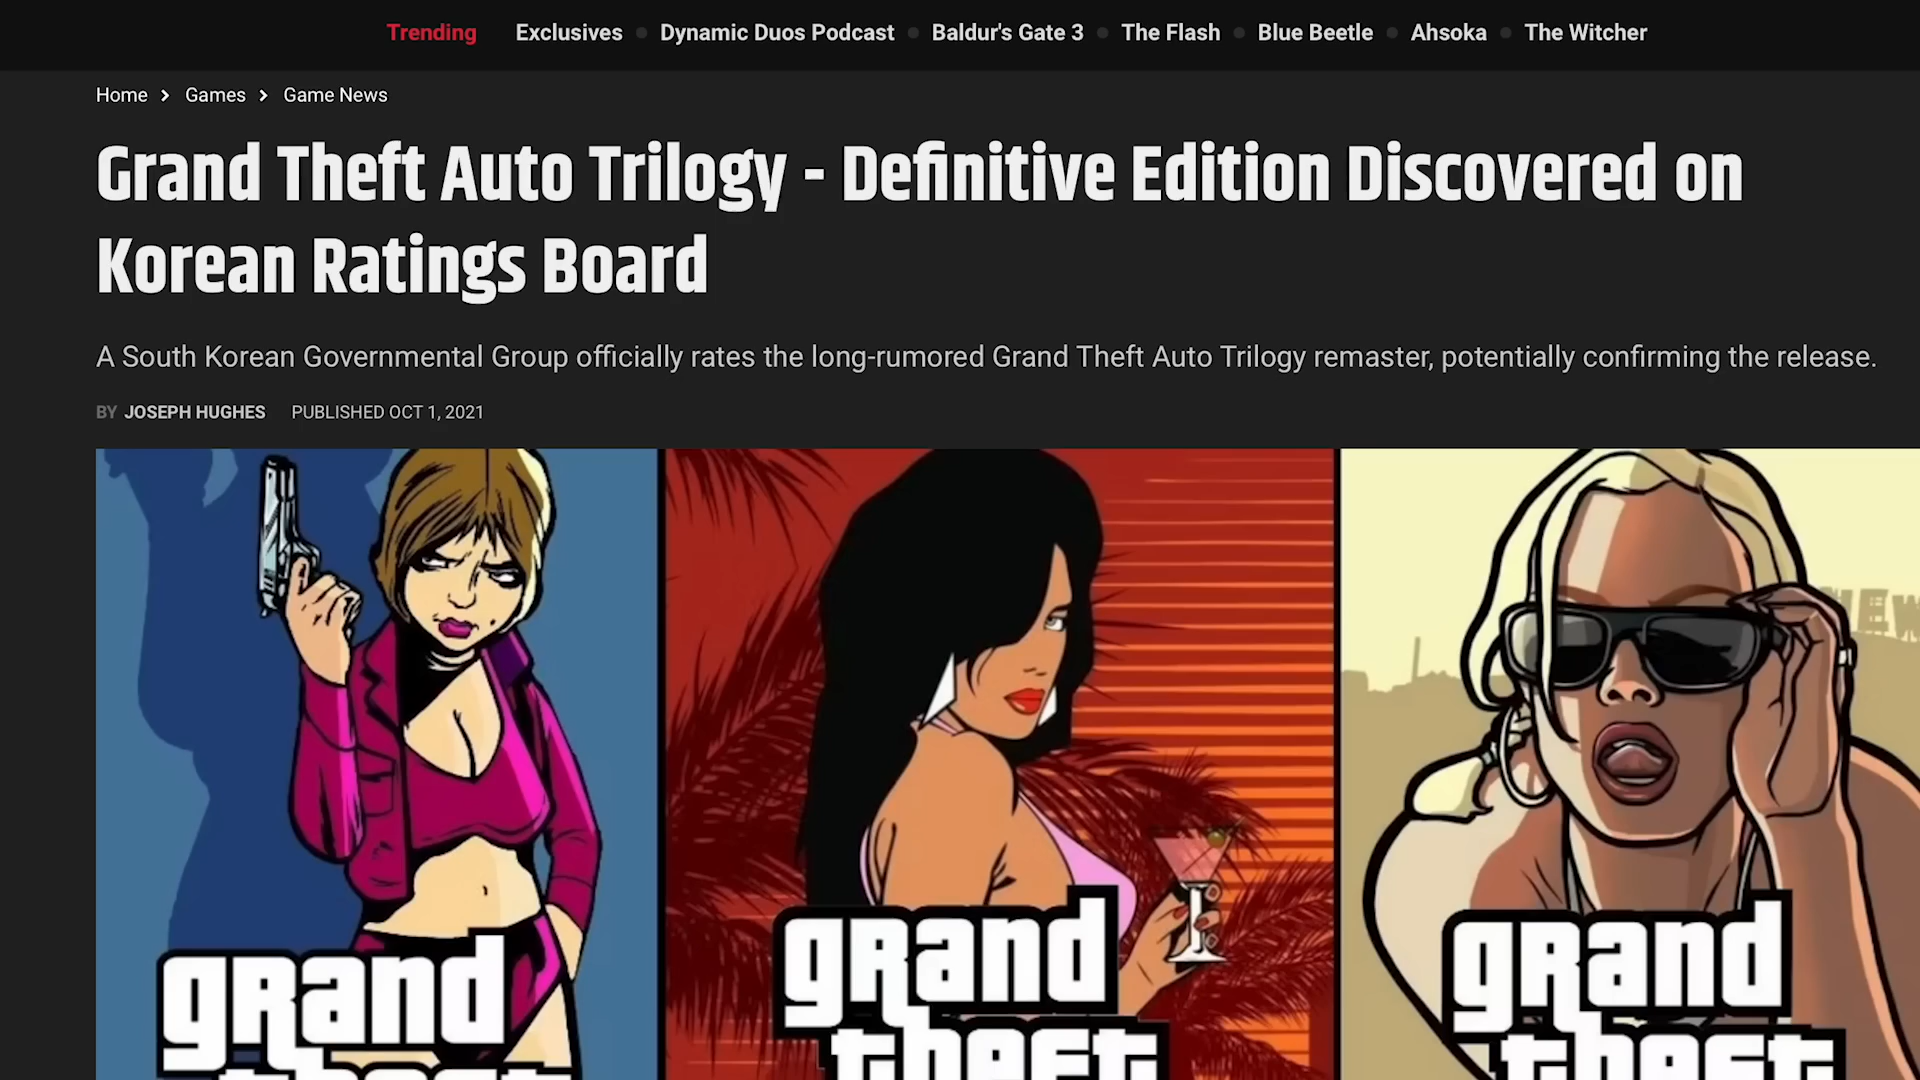 Trending Exclusives Dynamic Duos Podcast Baldur's Gate 3 The Flash Blue Beetle Ahsoka The Witcher
Home > Games > Game News
Grand Theft Auto Trilogy - Definitive Edition Discovered on
Korean Ratings Board
A South Korean Governmental Group officially rates the long-rumored Grand Theft Auto Trilogy remaster, potentially confirming the release.
BY JOSEPH HUGHES PUBLISHED OCT 1, 2021
grand
theft
grand
theft
grand
theft